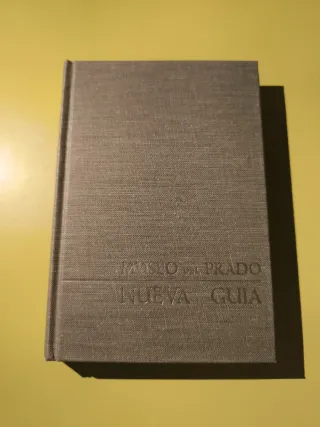 MUSEO DEL PRADO
NUEVA GUIA